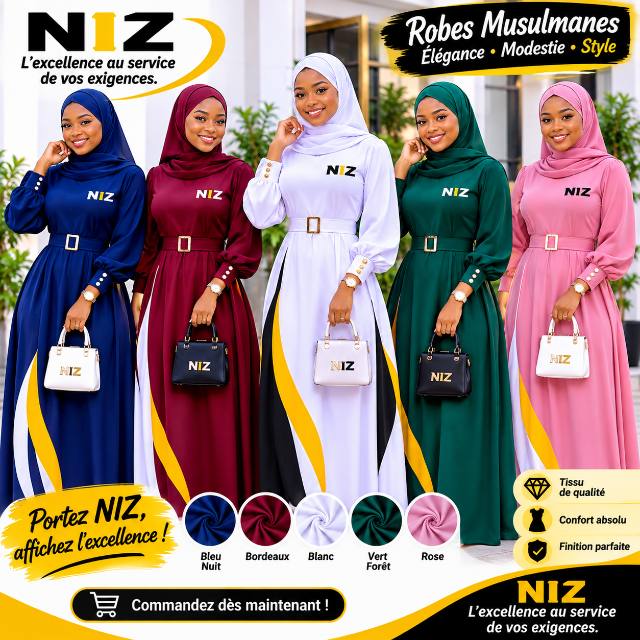 NIZ
L'excellence au service
de vos exigences.
Robes Musulmanes
Élégance • Modestie • Style
NIZ
NIZ
NIZ
NIZ
NIZ
NIZ
NIZ
NIZ
NIZ
NIZ
Portez NIZ,
affichez l'excellence !
Bleu
Nuit
Bordeaux
Blanc
Vert
Forêt
Rose
Tissu
de qualité
Confort absolu
Finition parfaite
Commandez dès maintenant !
NIZ
L'excellence au service
de vos exigences.